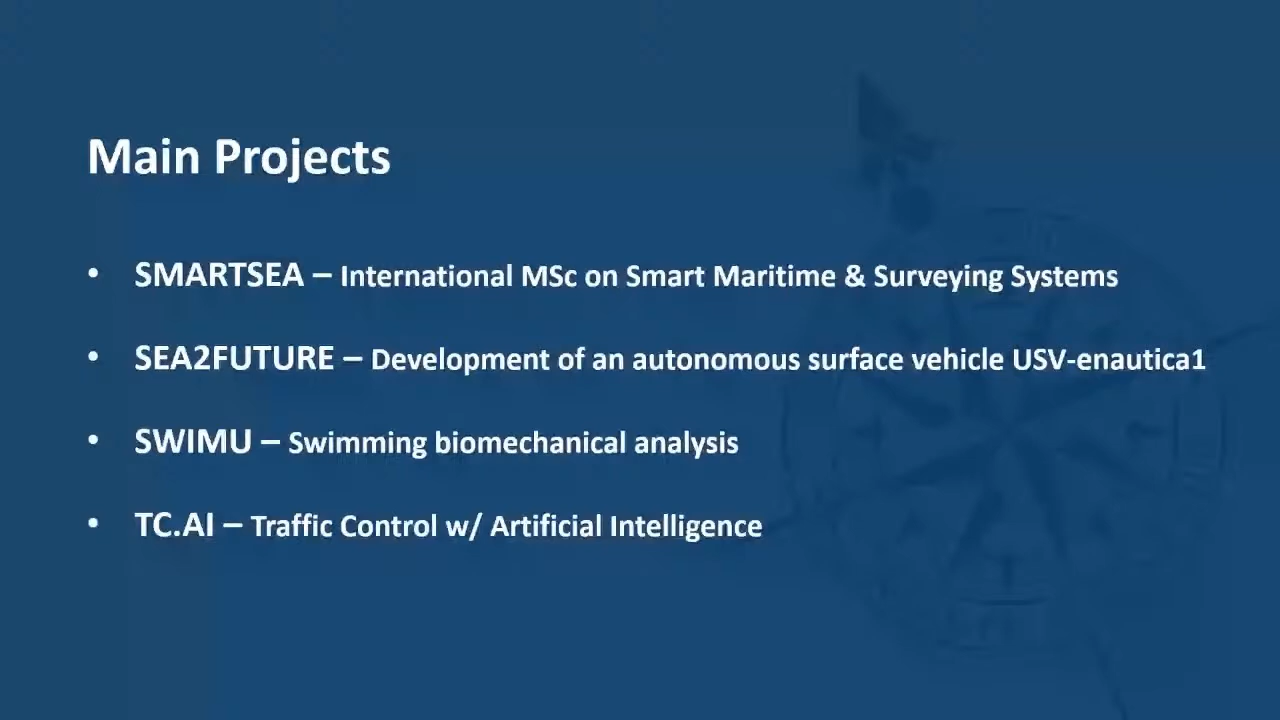 Main Projects
• SMARTSEA – International MSc on Smart Maritime & Surveying Systems
• SEA2FUTURE – Development of an autonomous surface vehicle USV-enautica1
• SWIMU – Swimming biomechanical analysis
• TC.AI – Traffic Control w/ Artificial Intelligence